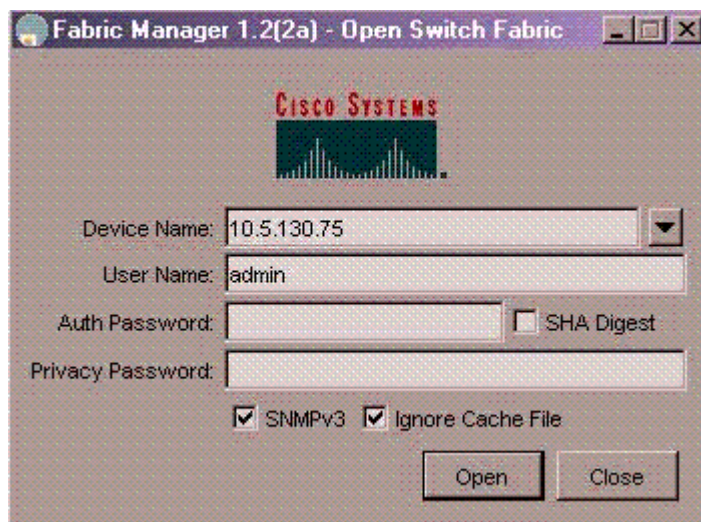 Fabric Manager 1.2(2a) - Open Switch Fabric
CISCO SYSTEMS
Device Name: 10.5.130.75
User Name: admin
Auth Password: SHA Digest
Privacy Password:
SNMPv3 Ignore Cache File
Open Close